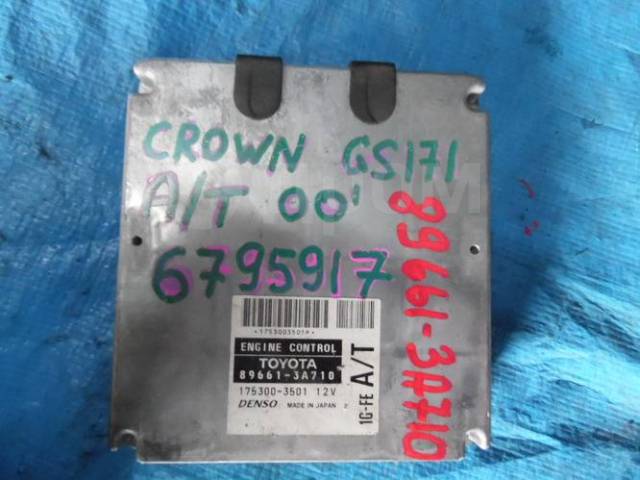 CROWN GS171
A/T 00'
6795917
89661-3A710
*1753003501*
ENGINE CONTROL
TOYOTA
89661-3A710
175300-3501 12V
DENSO MADE IN JAPAN 2
1G-FE A/T